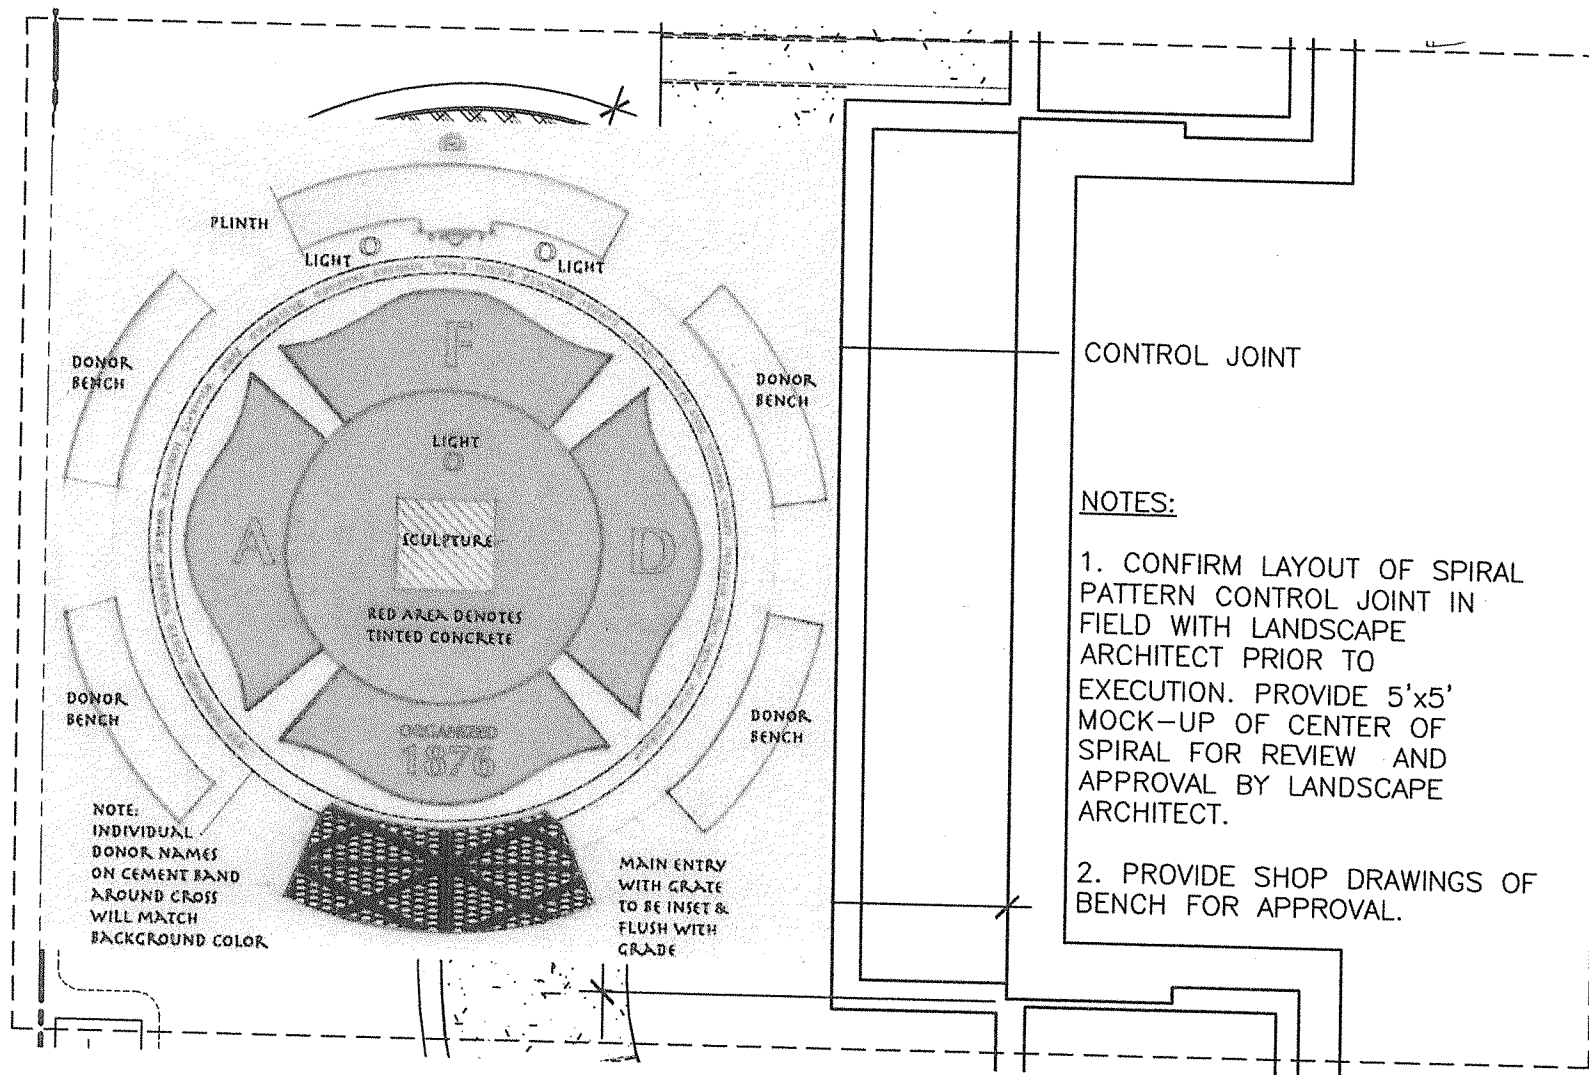 PLINTH
LIGHT
LIGHT
F
DONOR
BENCH
DONOR
BENCH
CONTROL JOINT
LIGHT
A
SCULPTURE
D
RED AREA DENOTES
TINTED CONCRETE
DONOR
BENCH
DONOR
BENCH
ORGANIZED
1876
NOTE:
INDIVIDUAL
DONOR NAMES
ON CEMENT BAND
AROUND CROSS
WILL MATCH
BACKGROUND COLOR
MAIN ENTRY
WITH GRATE
TO BE INSET &
FLUSH WITH
GRADE
NOTES:
1. CONFIRM LAYOUT OF SPIRAL
PATTERN CONTROL JOINT IN
FIELD WITH LANDSCAPE
ARCHITECT PRIOR TO
EXECUTION. PROVIDE 5'x5'
MOCK-UP OF CENTER OF
SPIRAL FOR REVIEW AND
APPROVAL BY LANDSCAPE
ARCHITECT.
2. PROVIDE SHOP DRAWINGS OF
BENCH FOR APPROVAL.